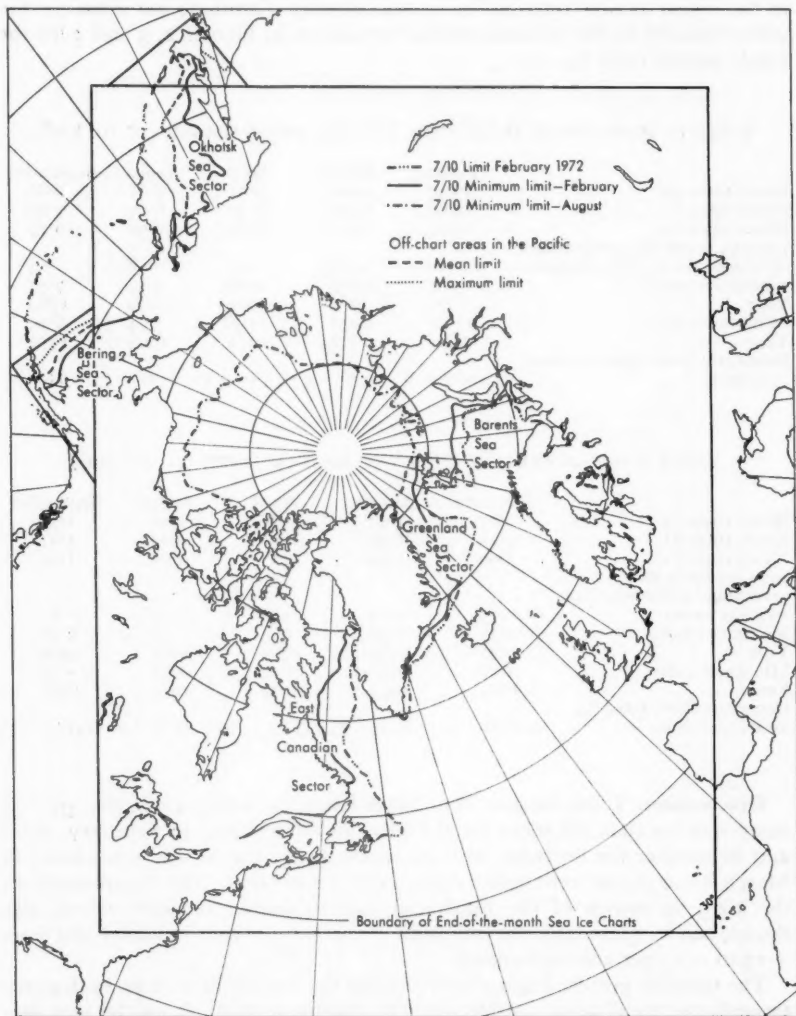 Okhotsk
Sea
Sector
7/10 Limit February 1972
7/10 Minimum limit—February
7/10 Minimum limit—August
Off-chart areas in the Pacific
Mean limit
Maximum limit
Bering
Sea
Sector
Barents
Sea
Sector
Greenland
Sea
Sector
60
East
Canadian
Sector
30°
Boundary of End-of-the-month Sea Ice Charts